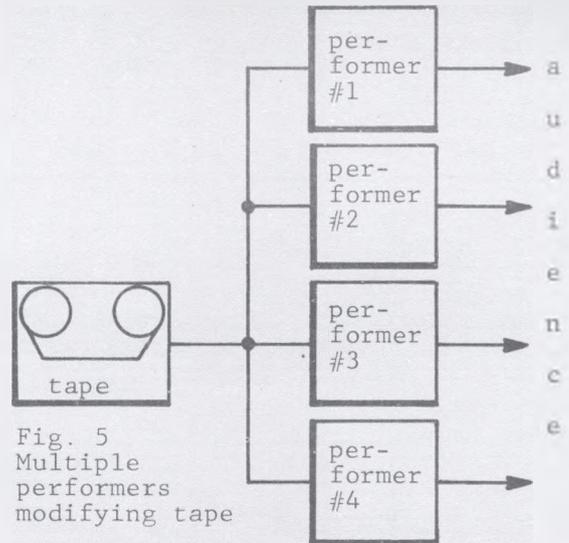 per-
former
#1
per-
former
#2
per-
former
#3
per-
former
#4
a
u
d
i
e
n
c
e
tape
Fig. 5
Multiple
performers
modifying tape